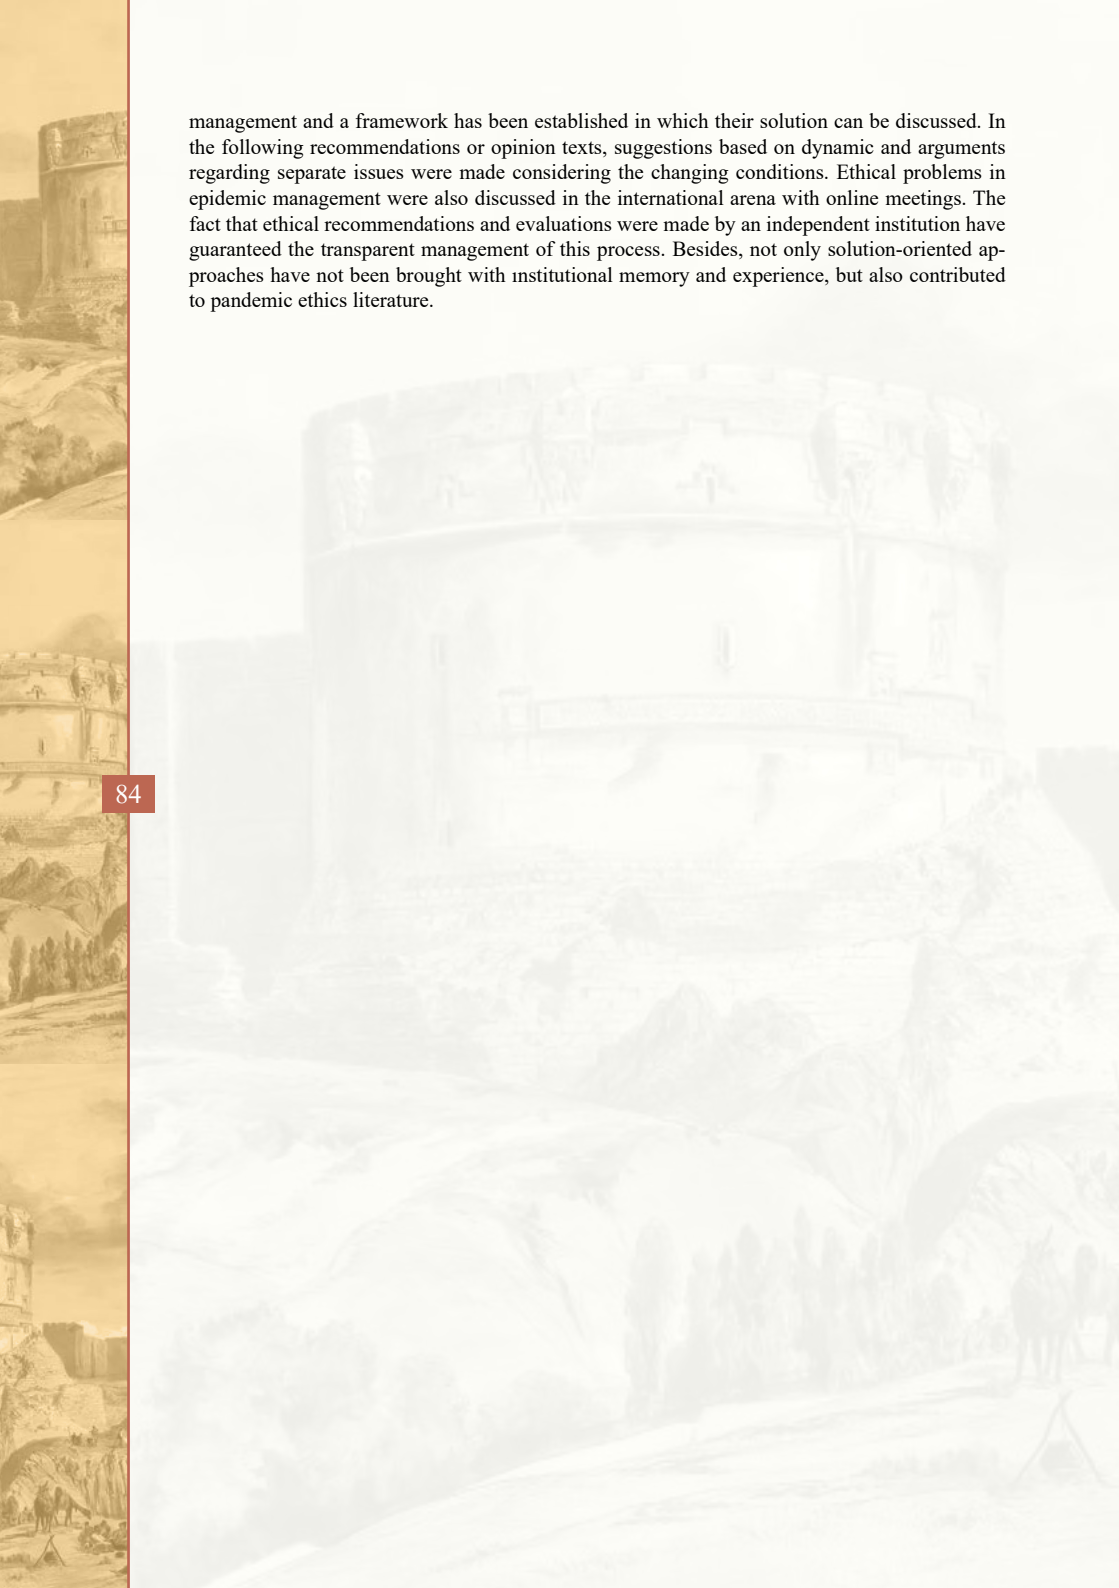 management and a framework has been established in which their solution can be discussed. In
the following recommendations or opinion texts, suggestions based on dynamic and arguments
regarding separate issues were made considering the changing conditions. Ethical problems in
epidemic management were also discussed in the international arena with online meetings. The
fact that ethical recommendations and evaluations were made by an independent institution have
guaranteed the transparent management of this process. Besides, not only solution-oriented ap-
proaches have not been brought with ınstitutional memory and experience, but also contributed
to pandemic ethics literature.
84